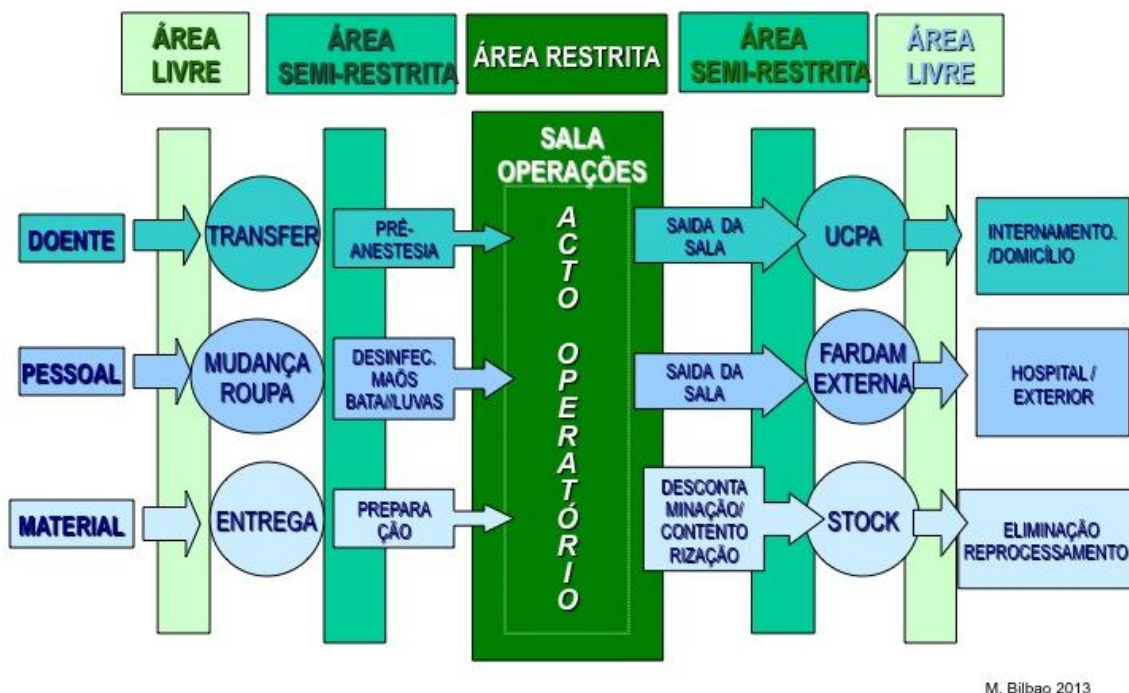 ÁREA
LIVRE
ÁREA
SEMI-RESTRITA
ÁREA RESTRITA
ÁREA
SEMI-RESTRITA
ÁREA
LIVRE
SALA
OPERAÇÕES
ACTO OPERATÓRIO
DOENTE
TRANSFER
PRÉ-
ANESTESIA
SAIDA DA
SALA
UCPA
INTERNAMENTO.
/DOMICÍLIO
PESSOAL
MUDANÇA
ROUPA
DESINFEC.
MAÕS
BATA//LUVAS
SAIDA DA
SALA
FARDAM
EXTERNA
HOSPITAL /
EXTERIOR
MATERIAL
ENTREGA
PREPARA
ÇÃO
DESCONTA
MINAÇÃO/
CONTENTO
RIZAÇÃO
STOCK
ELIMINAÇÃO
REPROCESSAMENTO
M. Bilbao 2013